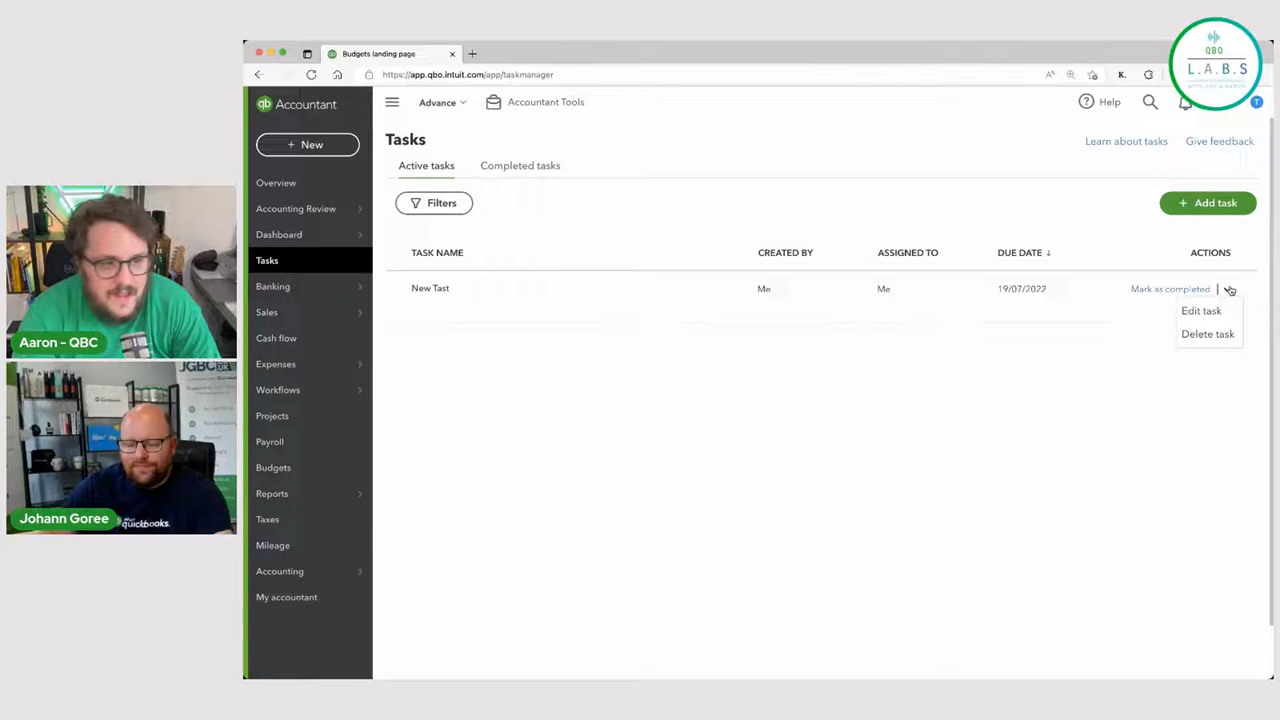 Budgets landing page
https://app.qbo.intuit.com/app/taskmanager
K.
QBO
L.A.B.S
qb Accountant
Advance
Accountant Tools
Help
+ New
Tasks
Learn about tasks
Give feedback
Active tasks
Completed tasks
Filters
+ Add task
TASK NAME
CREATED BY
ASSIGNED TO
DUE DATE ↓
ACTIONS
New Tast
Me
Me
19/07/2022
Mark as completed
Edit task
Delete task
Overview
Accounting Review
Dashboard
Tasks
Banking
Sales
Cash flow
Expenses
Workflows
Projects
Payroll
Budgets
Reports
Taxes
Mileage
Accounting
My accountant
Aaron - QBC
JGBC
quickbooks.
Johann Goree